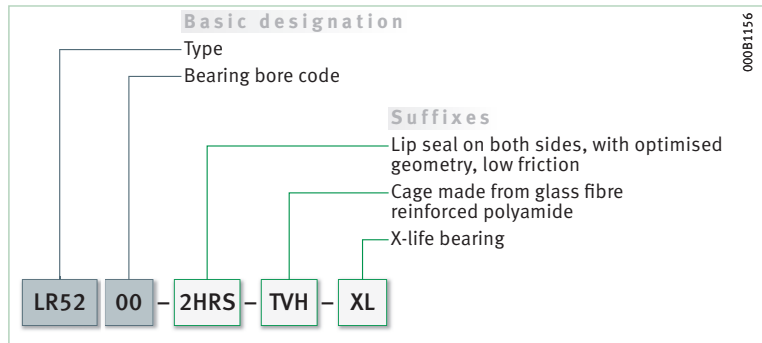 Basic designation
Type
Bearing bore code
Suffixes
Lip seal on both sides, with optimised
geometry, low friction
Cage made from glass fibre
reinforced polyamide
X-life bearing
LR52 00 – 2HRS – TVH – XL
000B1156